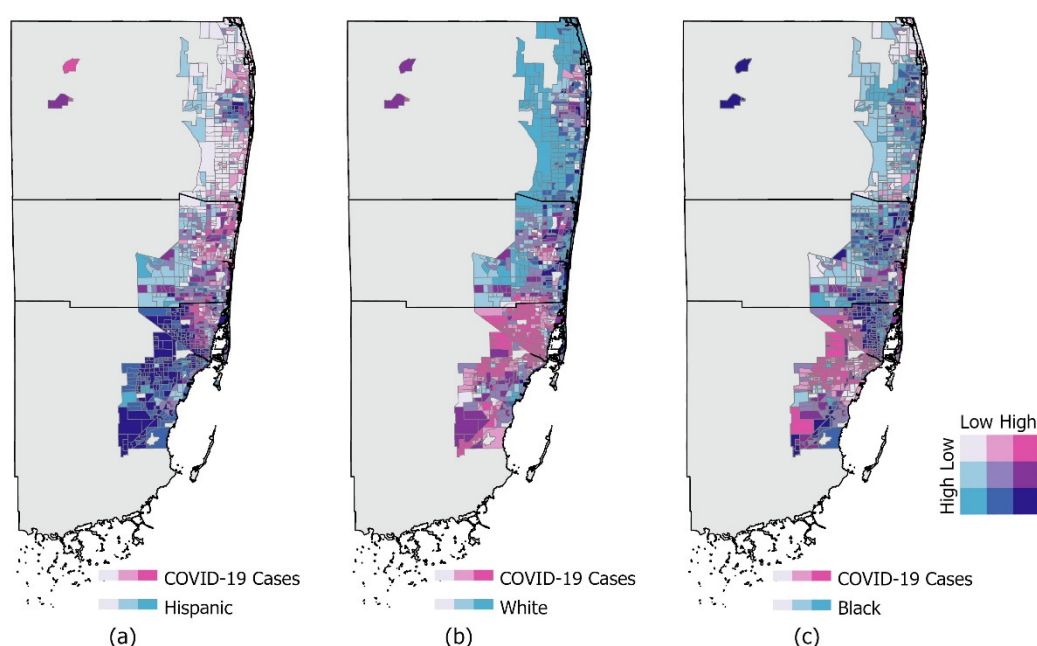 Low High
High Low
COVID-19 Cases
Hispanic
(a)
COVID-19 Cases
White
(b)
COVID-19 Cases
Black
(c)